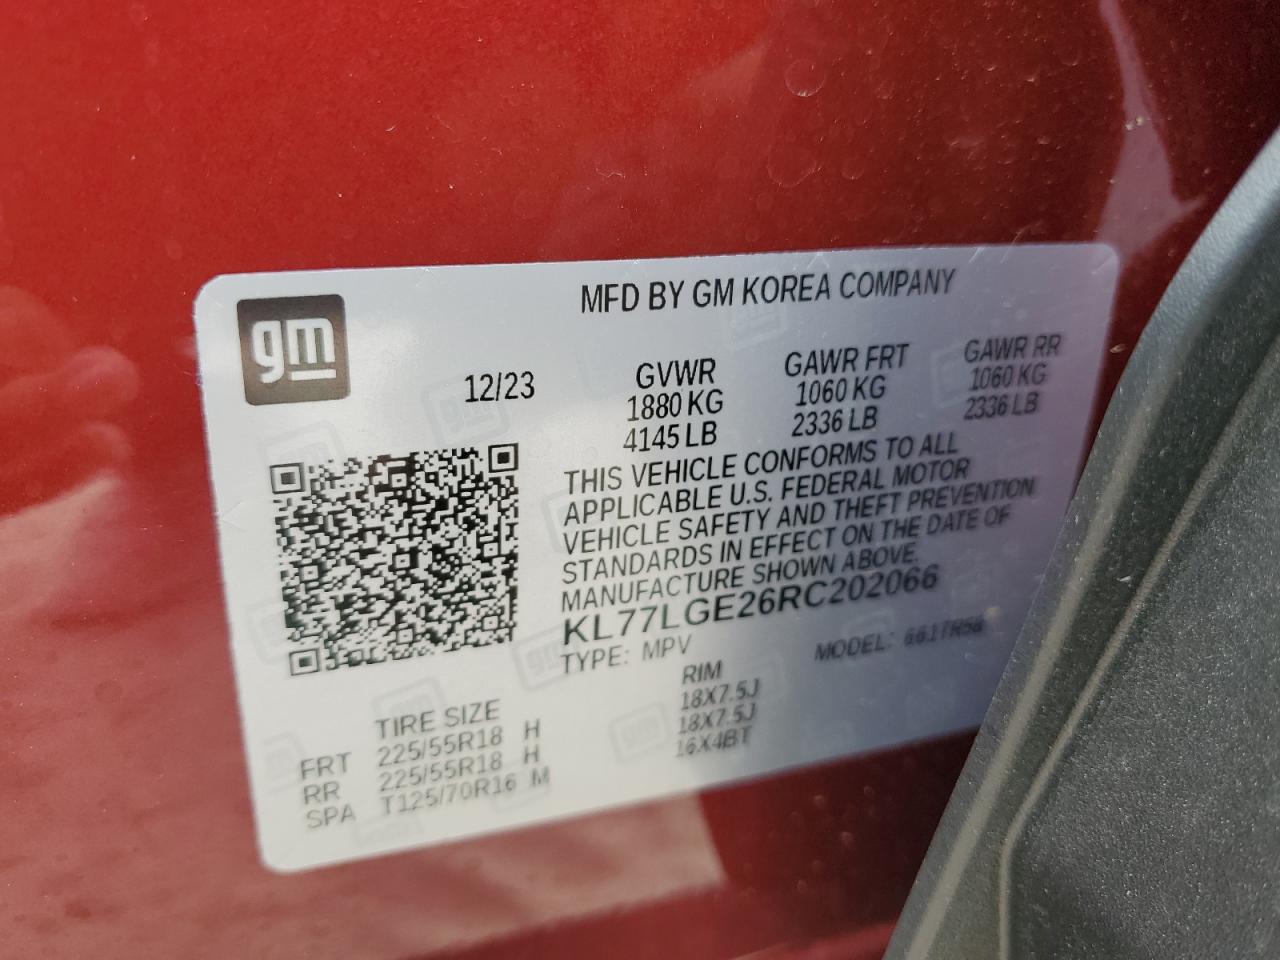 gm
MFD BY GM KOREA COMPANY
12/23
GVWR
1880 KG
4145 LB
GAWR FRT
1060 KG
2336 LB
GAWR RR
1060 KG
2336 LB
THIS VEHICLE CONFORMS TO ALL
APPLICABLE U.S. FEDERAL MOTOR
VEHICLE SAFETY AND THEFT PREVENTION
STANDARDS IN EFFECT ON THE DATE OF
MANUFACTURE SHOWN ABOVE.
KL77LGE26RC202066
TYPE: MPV
MODEL:
TIRE SIZE
RIM
FRT 225/55R18 H 18X7.5J
RR 225/55R18 H 18X7.5J
SPA T125/70R16 M 16X4BT